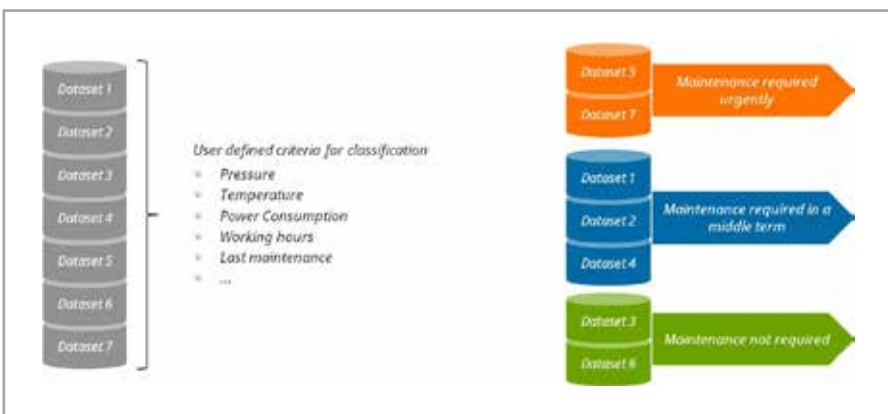 Dataset 1
Dataset 2
Dataset 3
Dataset 4
Dataset 5
Dataset 6
Dataset 7
User defined criteria for classification
Pressure
Temperature
Power Consumption
Working hours
Last maintenance
...
Dataset 5
Dataset 7
Maintenance required
urgently
Dataset 1
Dataset 2
Dataset 4
Maintenance required in a
middle term
Dataset 3
Dataset 6
Maintenance not required